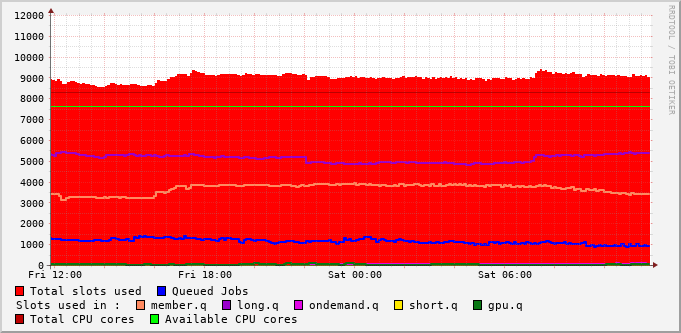 12000
11000
10000
9000
8000
7000
6000
5000
4000
3000
2000
1000
0
Fri 12:00 Fri 18:00 Sat 00:00 Sat 06:00
RRDTOOL / TOBI OETIKER
Total slots used Queued Jobs
Slots used in : member.q long.q ondemand.q short.q gpu.q
Total CPU cores Available CPU cores